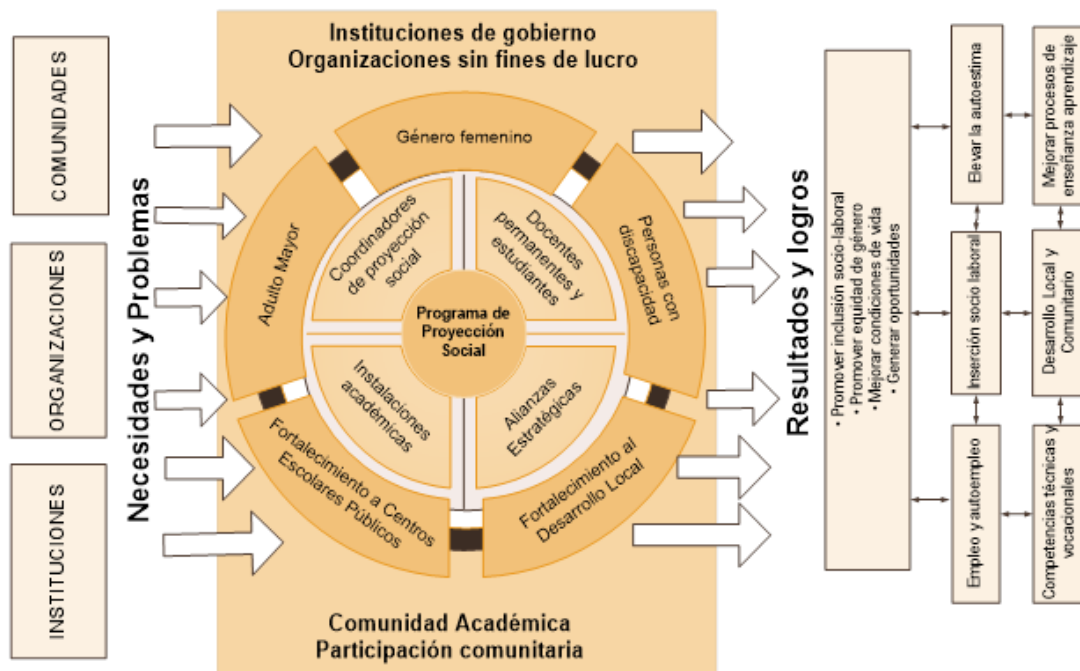 COMUNIDADES
ORGANIZACIONES
INSTITUCIONES
Necesidades y Problemas
Instituciones de gobierno
Organizaciones sin fines de lucro
Género femenino
Adulto Mayor
Personas con
discapacidad
Fortalecimiento a Centros
Escolares Públicos
Fortalecimiento al
Desarrollo Local
Coordinadores
de proyección
social
Docentes
permanentes y
estudiantes
Instalaciones
académicas
Alianzas
Estratégicas
Programa de
Proyección
Social
Comunidad Académica
Participación comunitaria
Resultados y logros
• Promover inclusión socio-laboral
• Promover equidad de género
• Mejorar condiciones de vida
• Generar oportunidades
Elevar la autoestima
Inserción socio laboral
Empleo y autoempleo
Mejorar procesos de
enseñanza aprendizaje
Desarrollo Local y
Comunitario
Competencias técnicas y
vocacionales